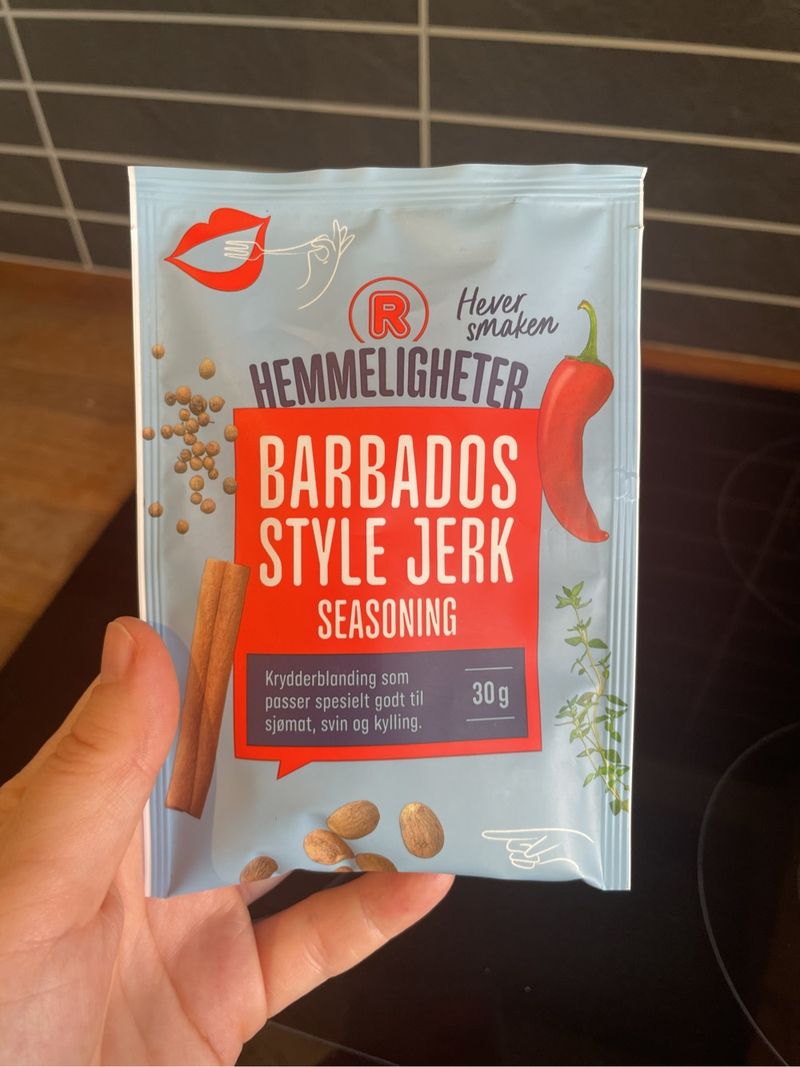 Hever
smaken
R
HEMMELIGHETER
BARBADOS
STYLE JERK
SEASONING
Krydderblanding som
passer spesielt godt til
sjømat, svin og kylling.
30g